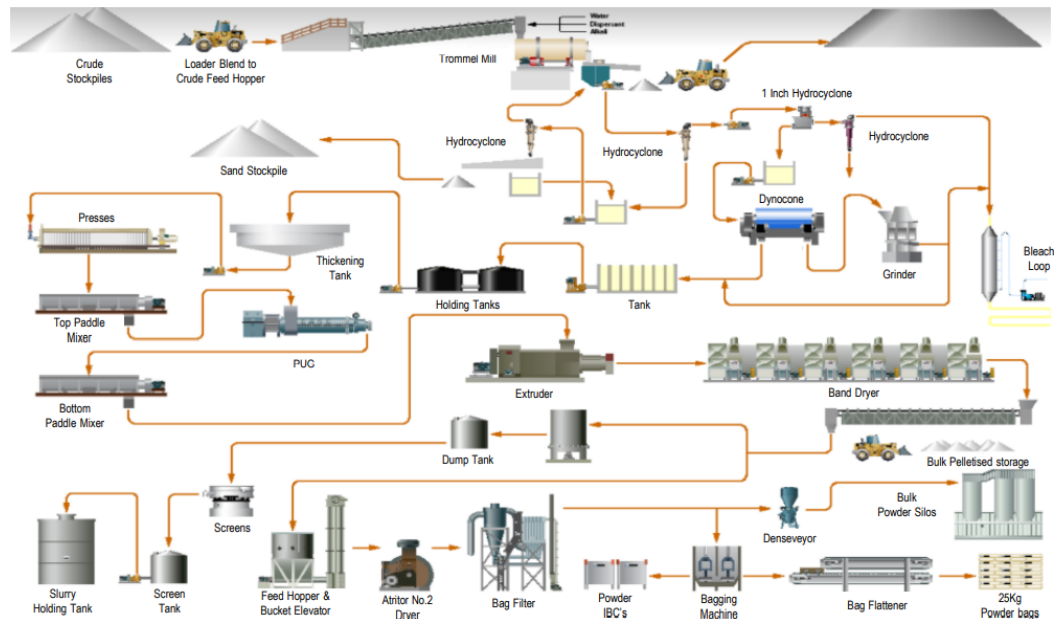 Water
Dispersant
Alkali
Crude
Stockpiles
Loader Blend to
Crude Feed Hopper
Trommel Mill
1 Inch Hydrocyclone
Hydrocyclone
Hydrocyclone
Hydrocyclone
Sand Stockpile
Presses
Dynocone
Thickening
Tank
Grinder
Bleach
Loop
Holding Tanks
Tank
Top Paddle
Mixer
PUG
Extruder
Band Dryer
Bottom
Paddle Mixer
Dump Tank
Bulk Pelletised storage
Bulk
Powder Silos
Screens
Denseveyor
Slurry
Holding Tank
Screen
Tank
Feed Hopper &
Bucket Elevator
Atritor No.2
Dryer
Bag Filter
Powder
IBC's
Bagging
Machine
Bag Flattener
25Kg
Powder bags